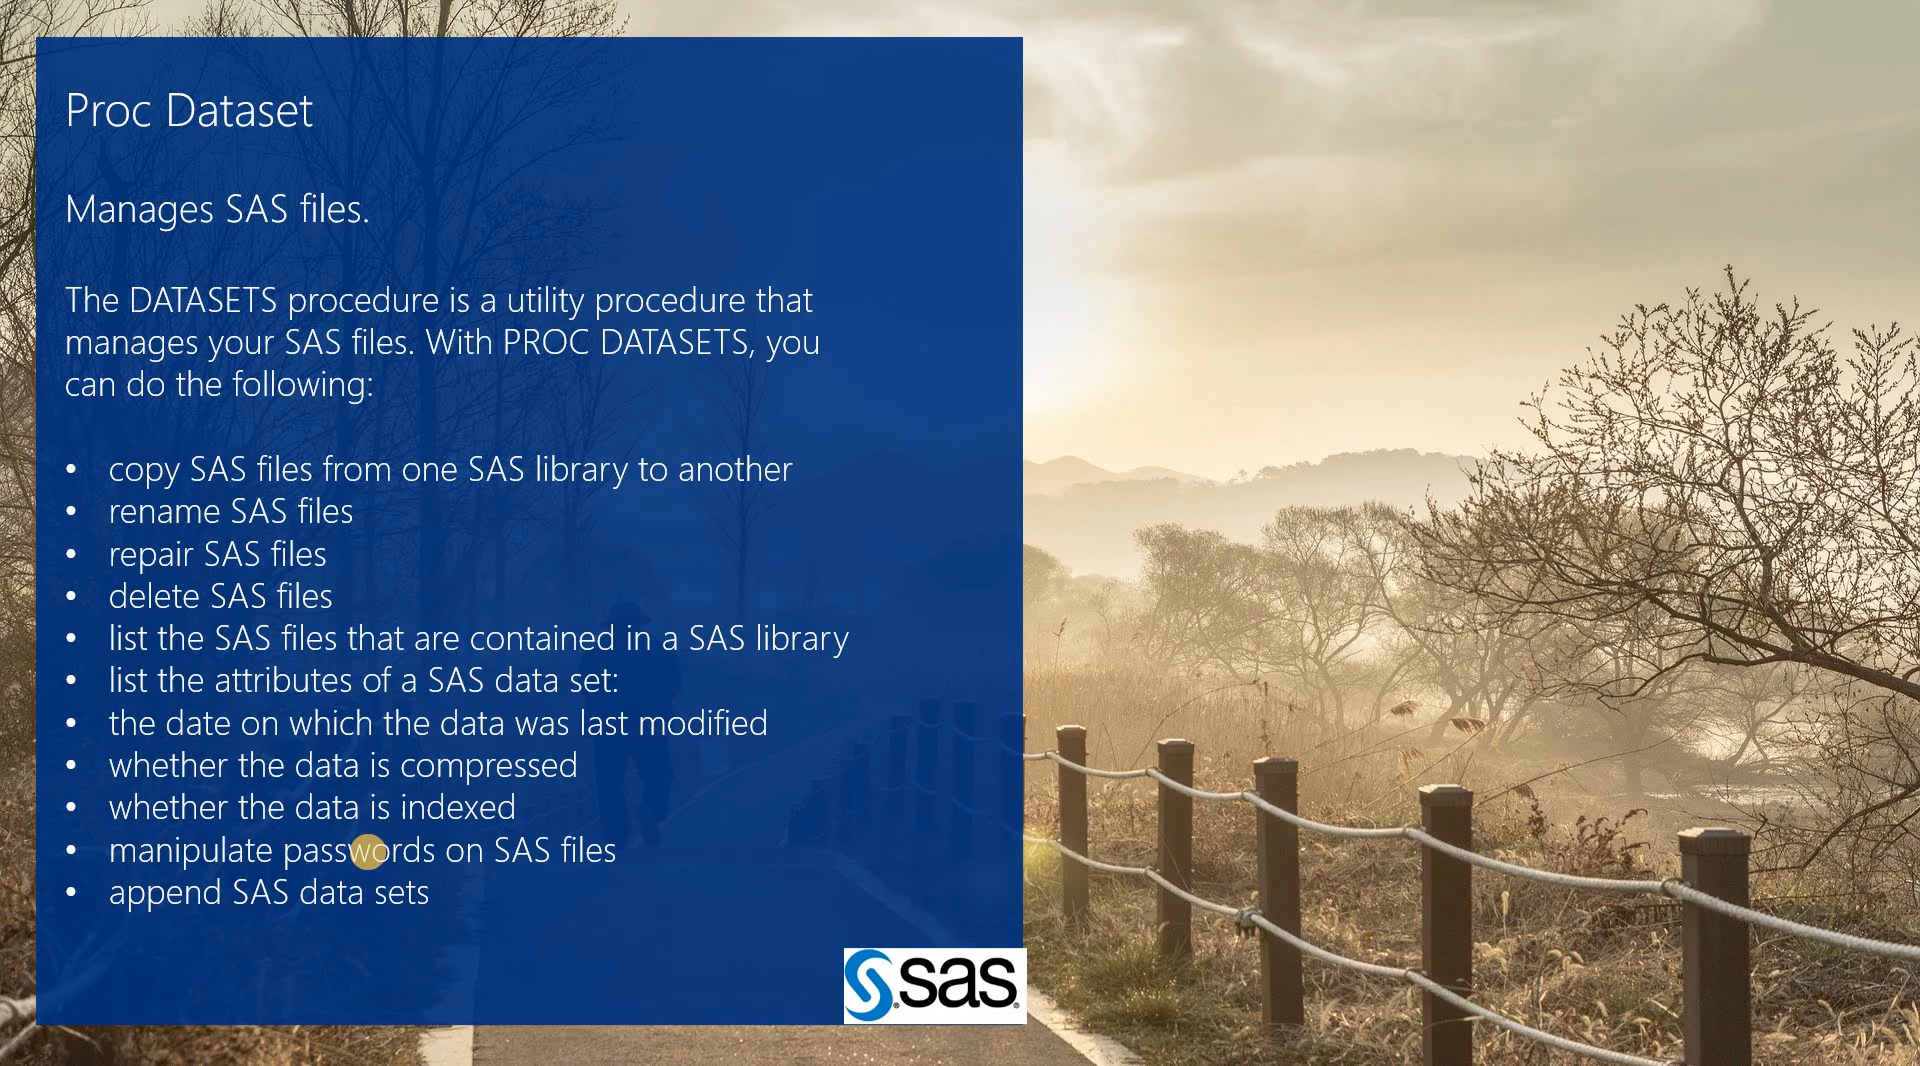 Proc Dataset
Manages SAS files.
The DATASETS procedure is a utility procedure that
manages your SAS files. With PROC DATASETS, you
can do the following:
• copy SAS files from one SAS library to another
• rename SAS files
• repair SAS files
• delete SAS files
• list the SAS files that are contained in a SAS library
• list the attributes of a SAS data set:
• the date on which the data was last modified
• whether the data is compressed
• whether the data is indexed
• manipulate passwords on SAS files
• append SAS data sets
sas